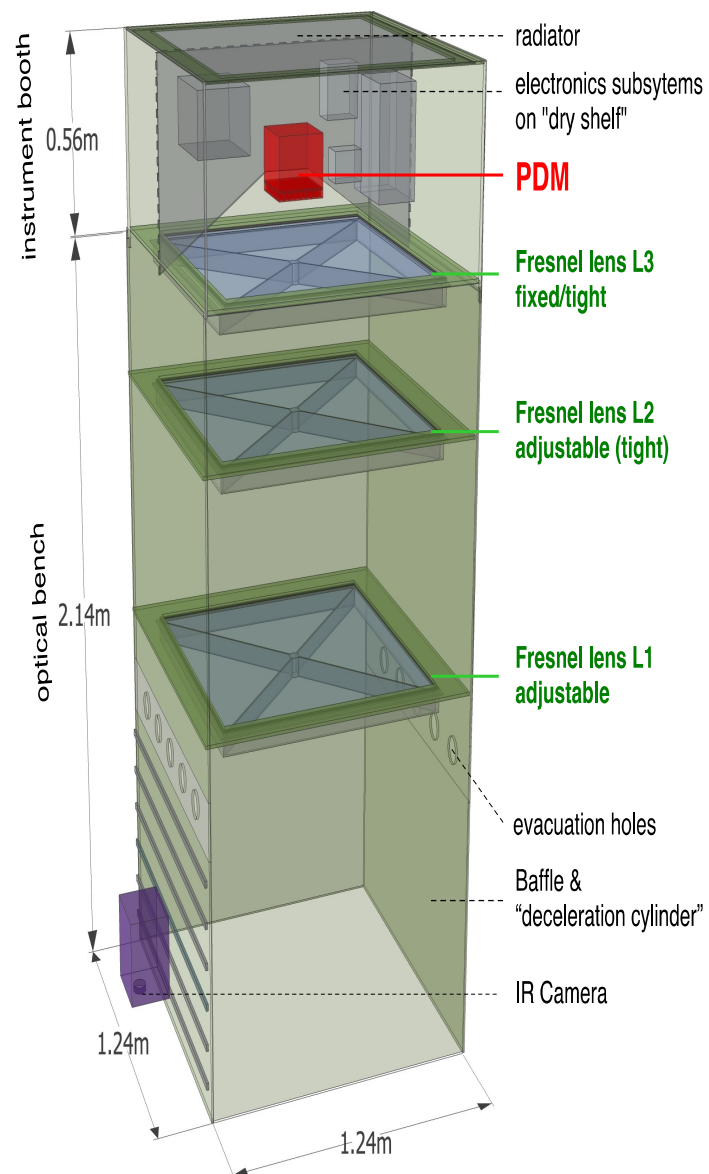 radiator
electronics subsytems
on "dry shelf"
instrument booth
0.56m
PDM
Fresnel lens L3
fixed/tight
Fresnel lens L2
adjustable (tight)
optical bench
2.14m
Fresnel lens L1
adjustable
evacuation holes
Baffle &
“deceleration cylinder”
IR Camera
1.24m
1.24m